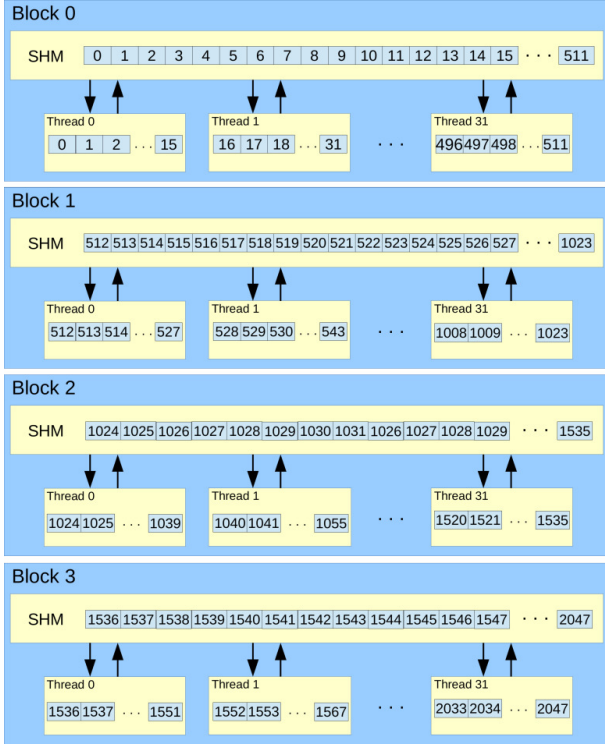 Block 0
SHM 0 1 2 3 4 5 6 7 8 9 10 11 12 13 14 15 · · · 511
Thread 0 Thread 1 Thread 31
0 1 2 ... 15 16 17 18 ... 31 · · · 496 497 498 ... 511
Block 1
SHM 512 513 514 515 516 517 518 519 520 521 522 523 524 525 526 527 · · · 1023
Thread 0 Thread 1 Thread 31
512 513 514 ... 527 528 529 530 ... 543 · · · 1008 1009 ... 1023
Block 2
SHM 1024 1025 1026 1027 1028 1029 1030 1031 1026 1027 1028 1029 · · · 1535
Thread 0 Thread 1 Thread 31
1024 1025 ... 1039 1040 1041 ... 1055 · · · 1520 1521 ... 1535
Block 3
SHM 1536 1537 1538 1539 1540 1541 1542 1543 1544 1545 1546 1547 · · · 2047
Thread 0 Thread 1 Thread 31
1536 1537 ... 1551 1552 1553 ... 1567 · · · 2033 2034 ... 2047